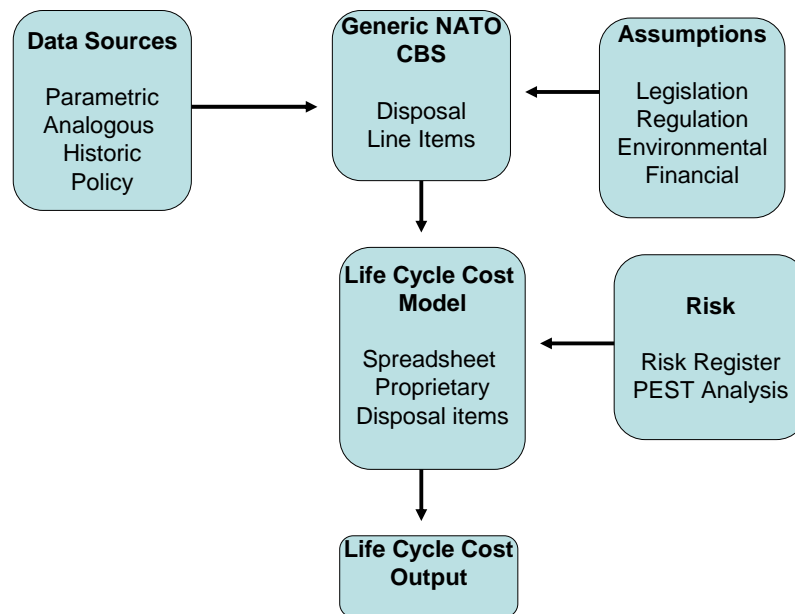 Data Sources
Parametric
Analogous
Historic
Policy
Generic NATO
CBS
Disposal
Line Items
Assumptions
Legislation
Regulation
Environmental
Financial
Life Cycle Cost
Model
Spreadsheet
Proprietary
Disposal items
Risk
Risk Register
PEST Analysis
Life Cycle Cost
Output